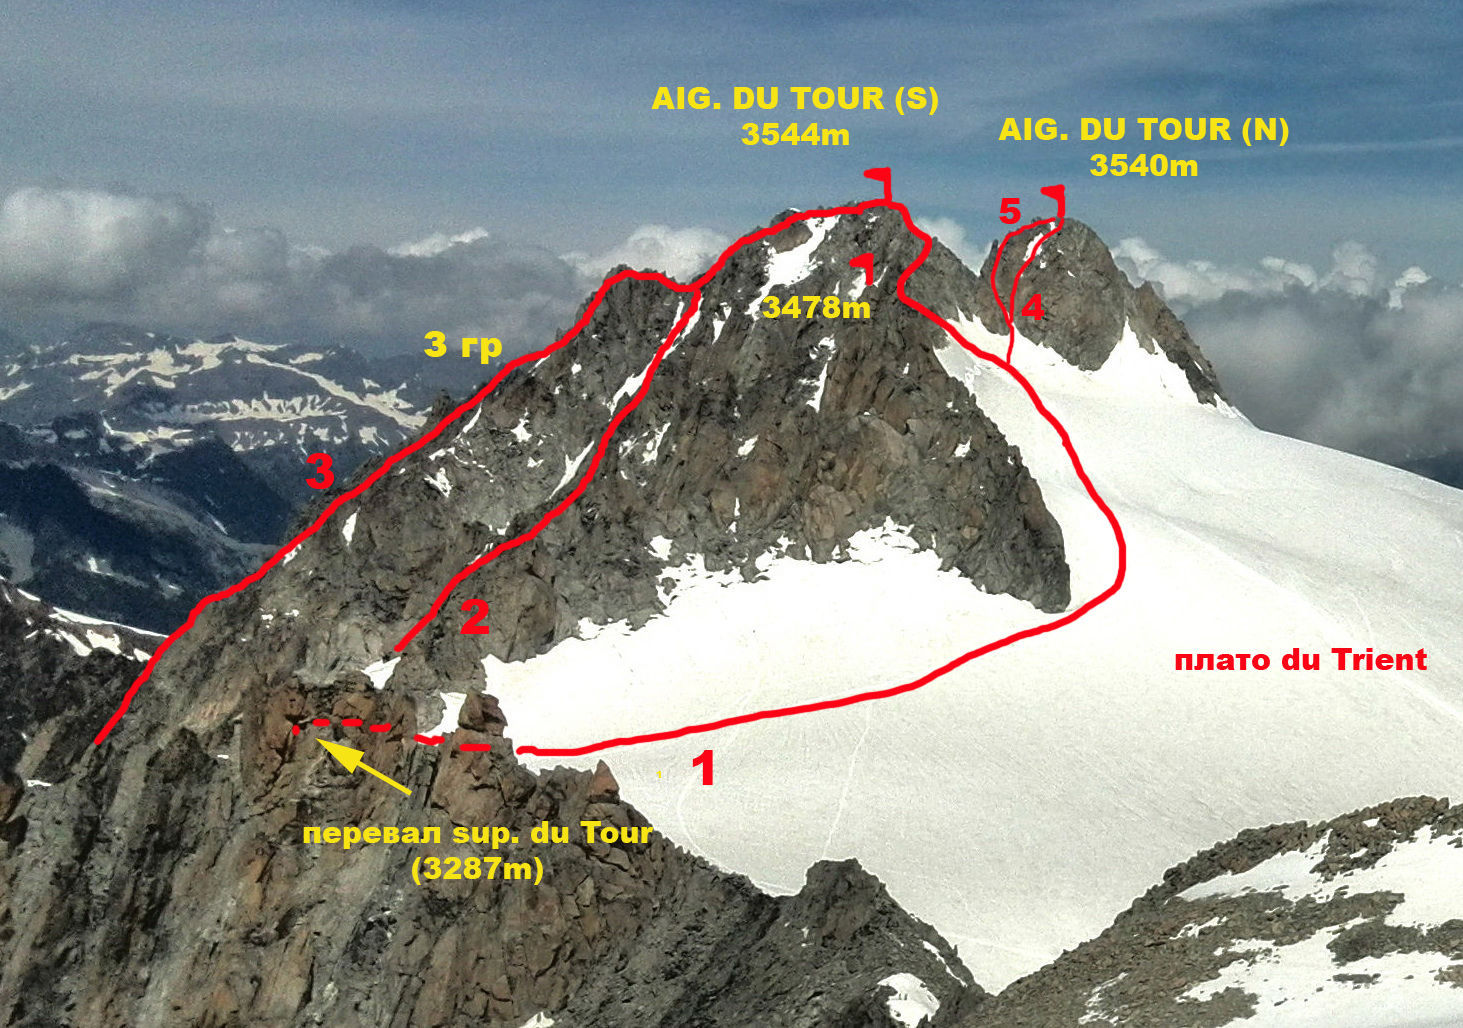 AIG. DU TOUR (S)
3544m
AIG. DU TOUR (N)
3540m
5
1
4
3478m
3 гр
3
2
плато du Trient
1
перевал sup. du Tour
(3287m)